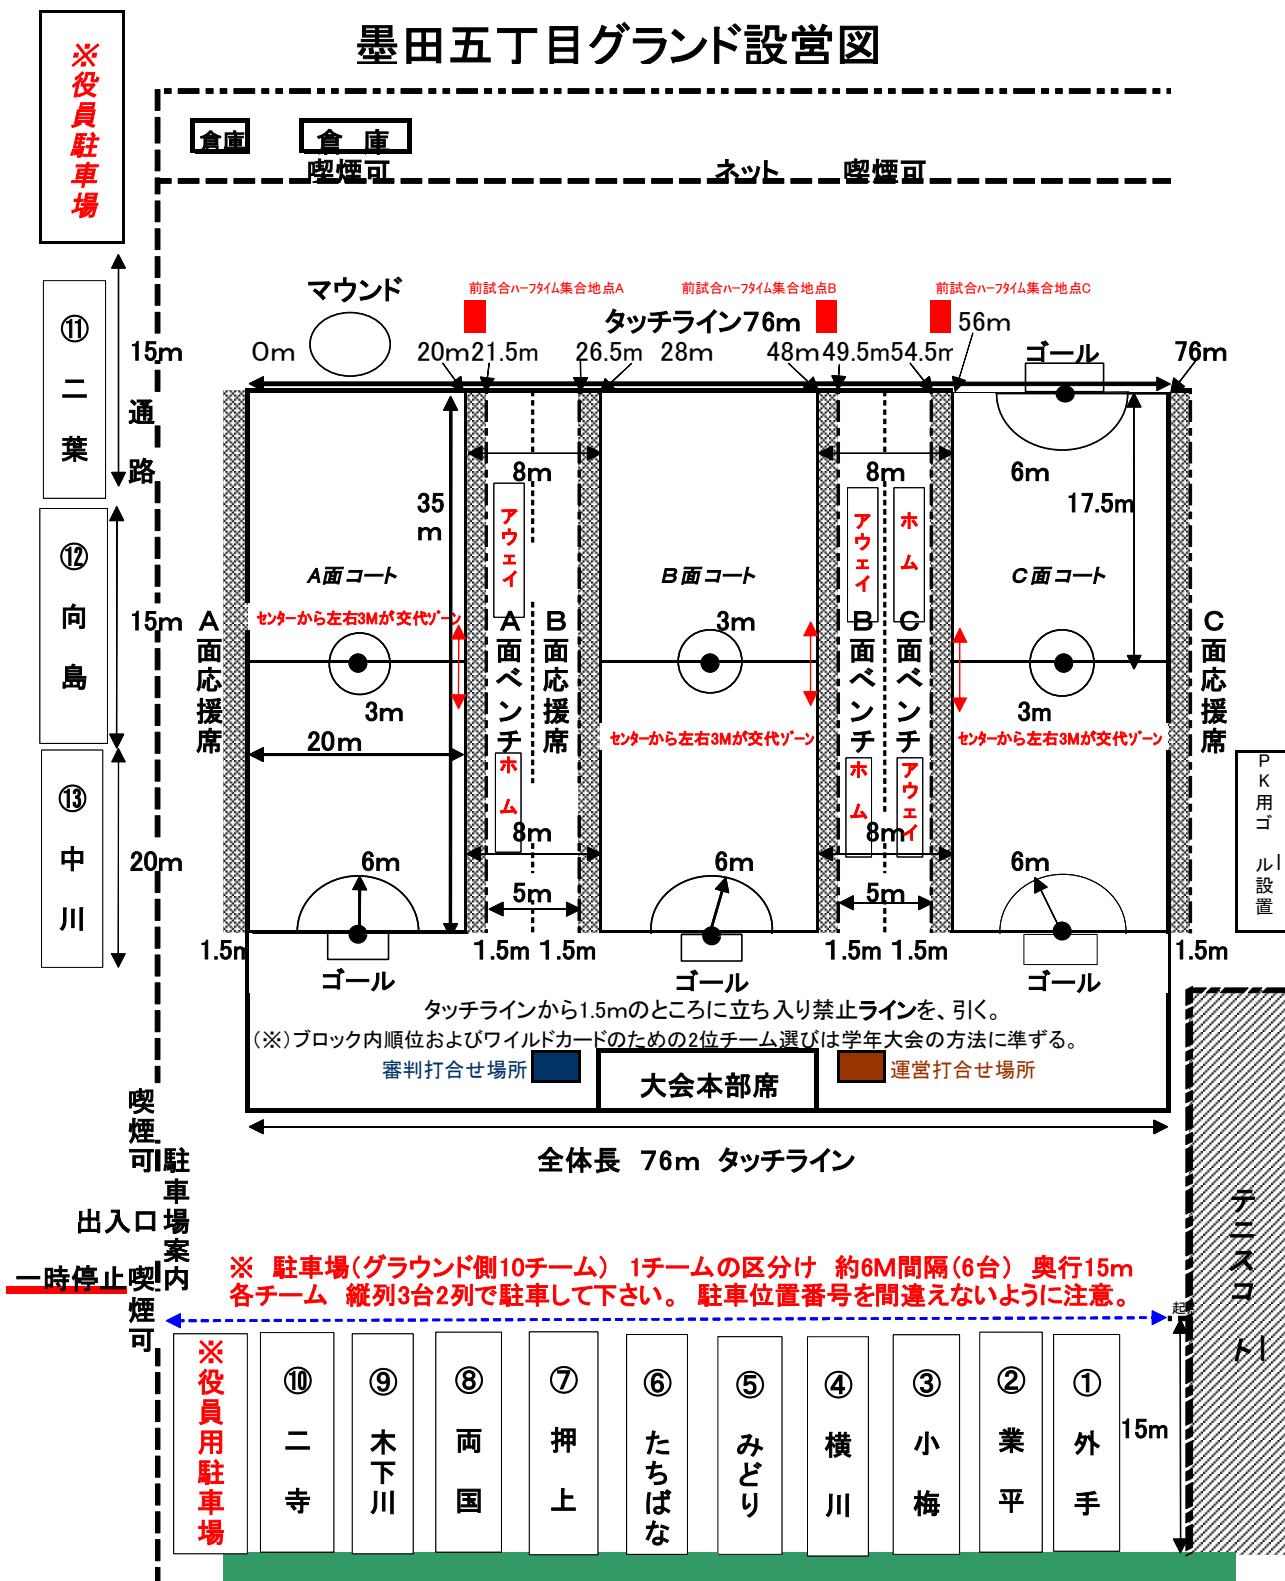 墨田五丁目グランド設営図
※役員駐車場
倉庫
倉 庫
喫煙可
ネット
喫煙可
マウンド
前試合ハーフタイム集合地点A
前試合ハーフタイム集合地点B
前試合ハーフタイム集合地点C
タッチライン76m
56m
15m
0m
20m
21.5m
26.5m
28m
48m
49.5m
54.5m
ゴール
76m
⑪二葉
通路
8m
8m
6m
35m
17.5m
アウェイ
アウェイ
ホーム
⑫向島
A面コート
B面コート
C面コート
15m
センターから左右3Mが交代ゾーン
3m
A面応援席
A面ベンチ
B面応援席
B面ベンチ
C面ベンチ
C面応援席
3m
3m
20m
センターから左右3Mが交代ゾーン
センターから左右3Mが交代ゾーン
⑬中川
20m
ホーム
ホーム
アウェイ
PK用ゴール設置
8m
8m
6m
6m
6m
5m
5m
1.5m
1.5m
1.5m
1.5m
1.5m
1.5m
ゴール
ゴール
ゴール
タッチラインから1.5mのところに立ち入り禁止ラインを、引く。
(※)ブロック内順位およびワイルドカードのための2位チーム選びは学年大会の方法に準ずる。
審判打合せ場所
大会本部席
運営打合せ場所
喫煙可
全体長 76m タッチライン
駐車場案内
出入口
一時停止
喫煙可
テニスコート
※ 駐車場(グラウンド側10チーム) 1チームの区分け 約6M間隔(6台) 奥行15m
各チーム 縦列3台2列で駐車して下さい。 駐車位置番号を間違えないように注意。
起
※役員用駐車場
⑩二寺
⑨木下川
⑧両国
⑦押上
⑥たちばな
⑤みどり
④横川
③小梅
②業平
①外手
15m